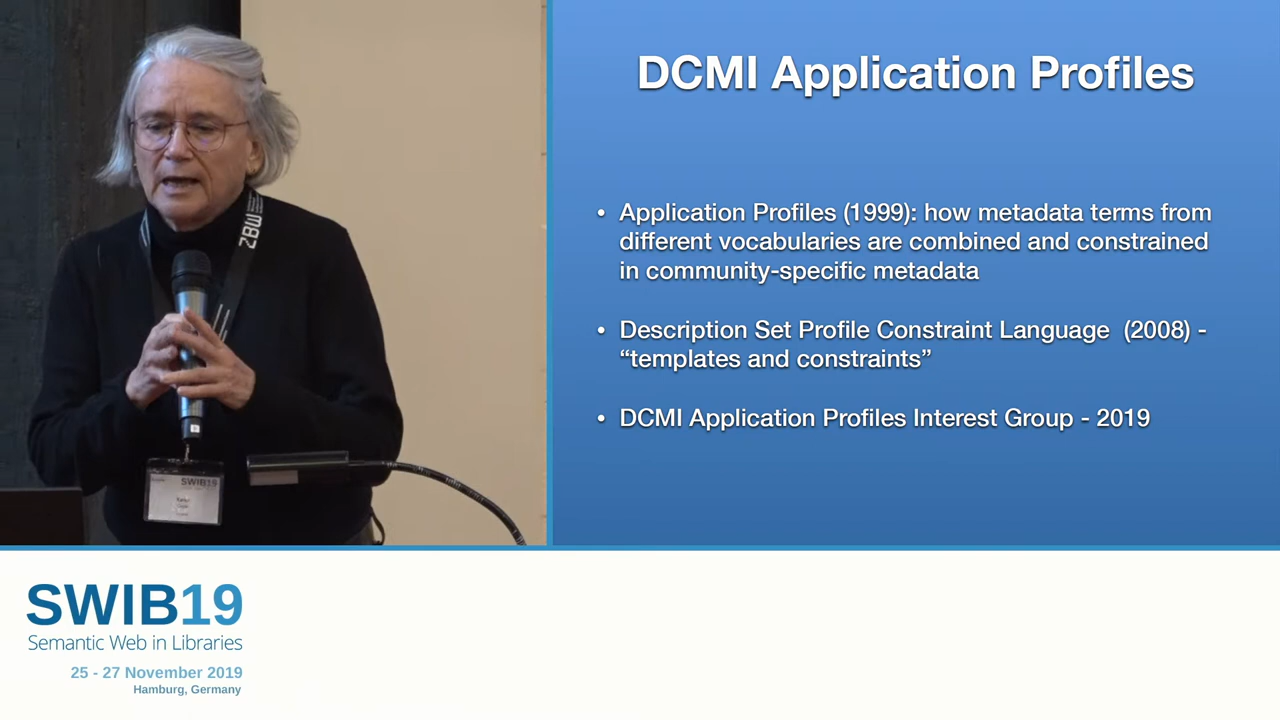 DCMI Application Profiles
• Application Profiles (1999): how metadata terms from
different vocabularies are combined and constrained
in community-specific metadata
• Description Set Profile Constraint Language (2008) -
“templates and constraints”
• DCMI Application Profiles Interest Group - 2019
ZBW
SWIB19
SWIB19
Semantic Web in Libraries
25 - 27 November 2019
Hamburg, Germany